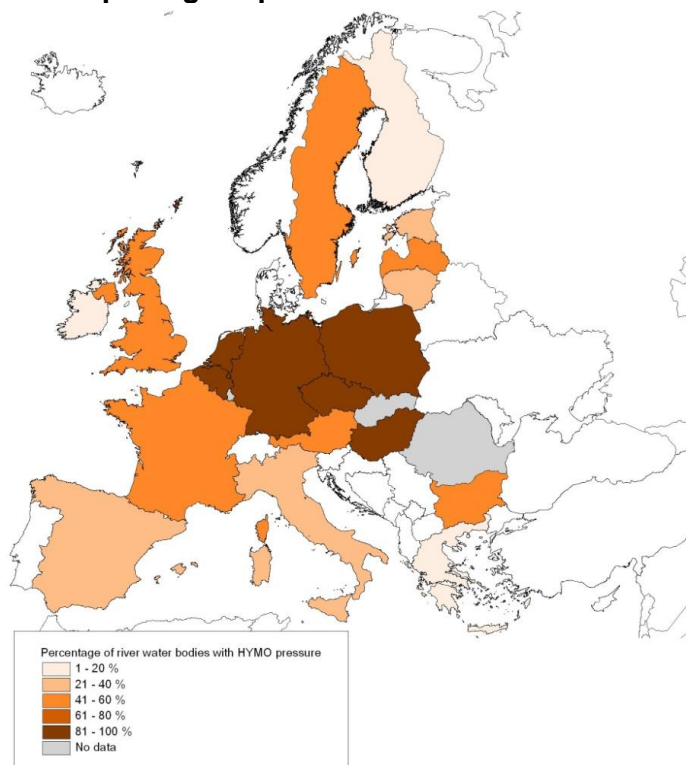 Percentage of river water bodies with HYMO pressure
1 - 20 %
21 - 40 %
41 - 60 %
61 - 80 %
81 - 100 %
No data